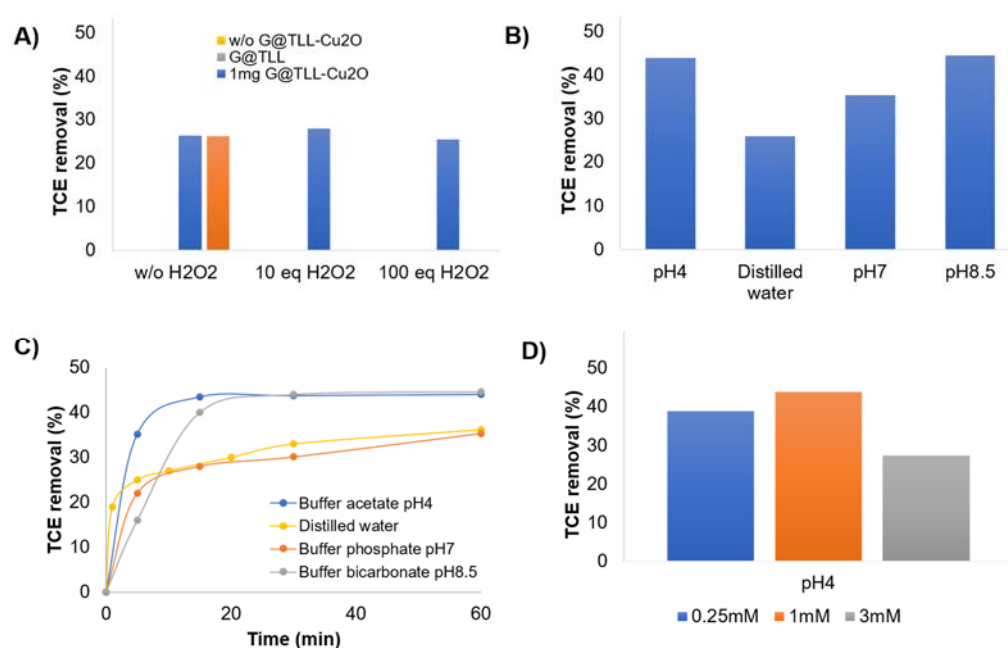 A)
TCE removal (%)
50
40
30
20
10
0
w/o G@TLL-Cu2O
G@TLL
1mg G@TLL-Cu2O
w/o H2O2
10 eq H2O2
100 eq H2O2
B)
TCE removal (%)
50
40
30
20
10
0
pH4
Distilled
water
pH7
pH8.5
C)
TCE removal (%)
50
40
30
20
10
0
0
20
40
60
Time (min)
Buffer acetate pH4
Distilled water
Buffer phosphate pH7
Buffer bicarbonate pH8.5
D)
TCE removal (%)
50
40
30
20
10
0
pH4
0.25mM
1mM
3mM